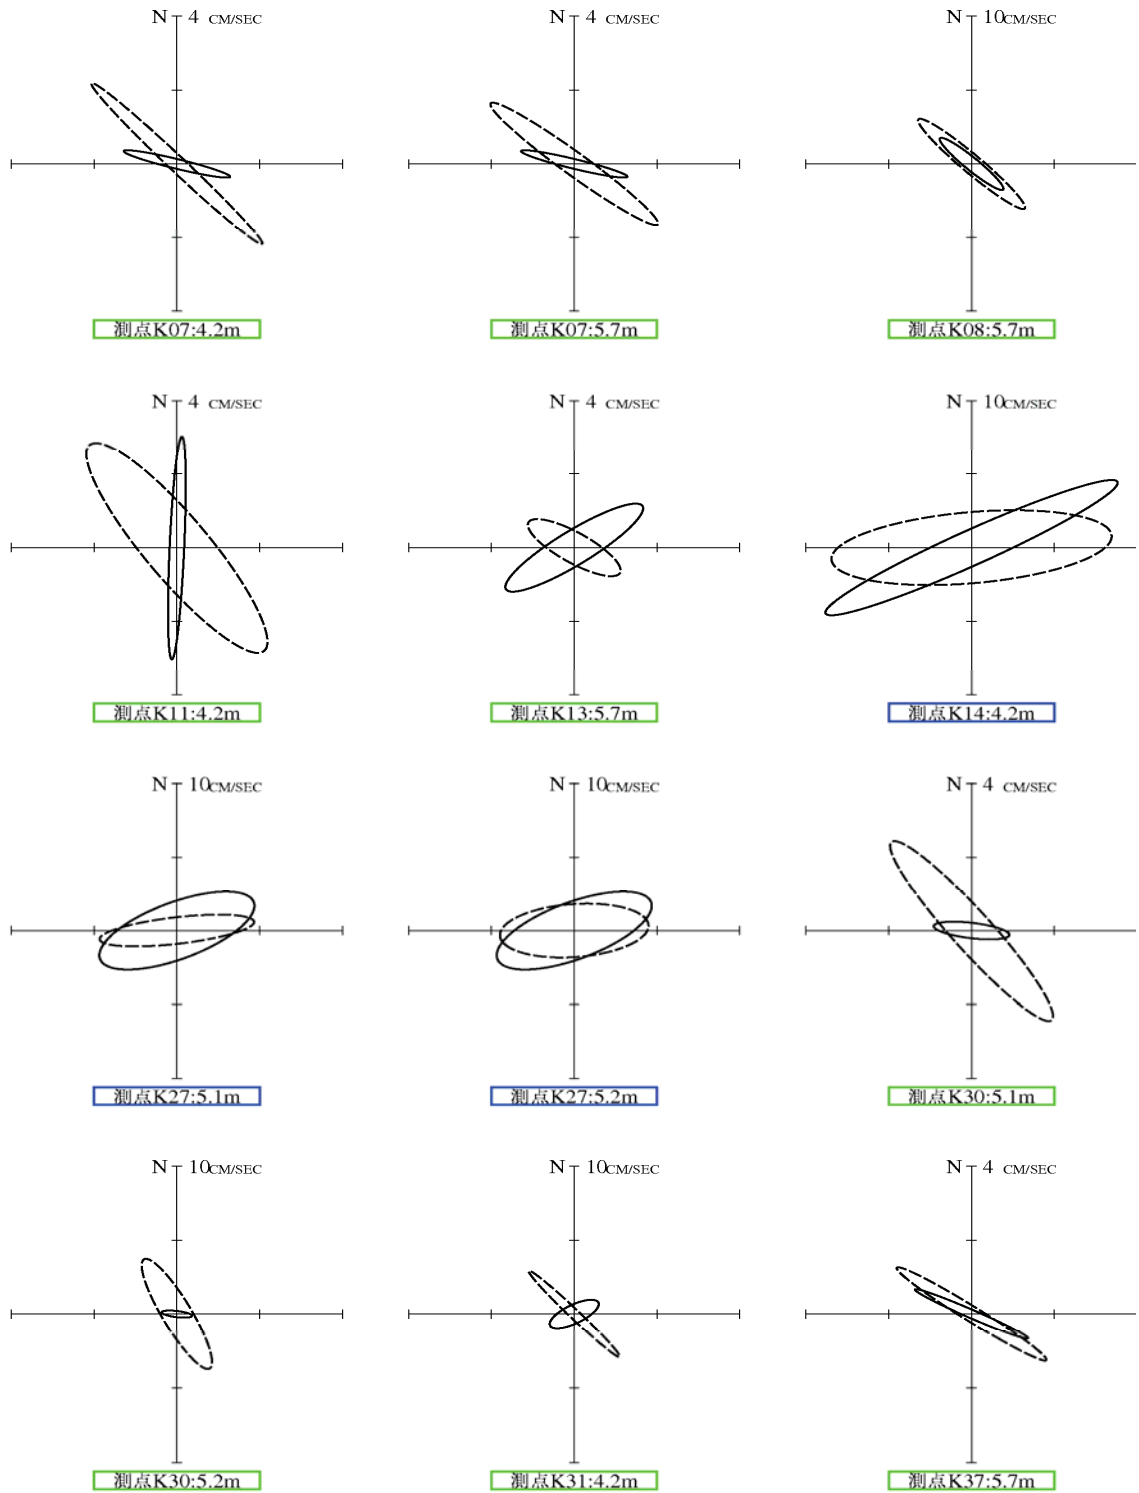 N 4 CM/SEC
N 4 CM/SEC
N 10CM/SEC
測点K07:4.2m
測点K07:5.7m
測点K08:5.7m
N 4 CM/SEC
N 4 CM/SEC
N 10CM/SEC
測点K11:4.2m
測点K13:5.7m
測点K14:4.2m
N 10CM/SEC
N 10CM/SEC
N 4 CM/SEC
測点K27:5.1m
測点K27:5.2m
測点K30:5.1m
N 10CM/SEC
N 10CM/SEC
N 4 CM/SEC
測点K30:5.2m
測点K31:4.2m
測点K37:5.7m